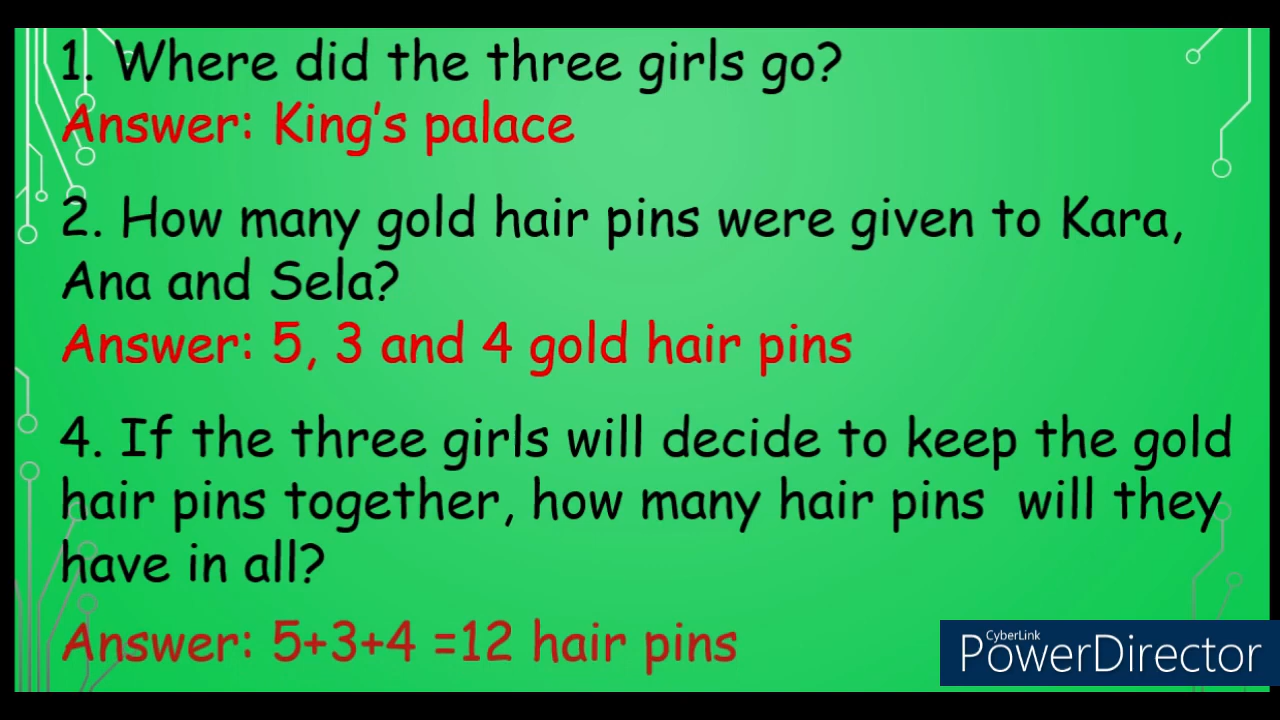 1. Where did the three girls go?
Answer: King's palace
2. How many gold hair pins were given to Kara,
Ana and Sela?
Answer: 5, 3 and 4 gold hair pins
4. If the three girls will decide to keep the gold
hair pins together, how many hair pins will they
have in all?
Answer: 5+3+4 =12 hair pins
CyberLink
PowerDirector